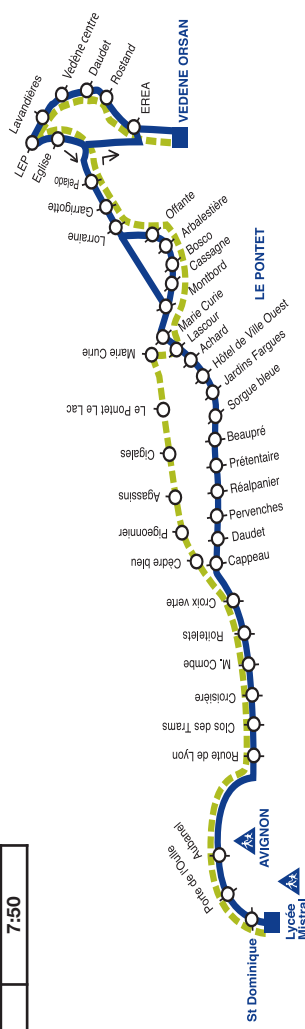 7:50
St Dominique
Lycée
Mistral
Porte de l'Oulle
Aubanel
AVIGNON
Route de Lyon
Clos des Trams
Croisière
M. Combe
Roitelets
Croix verte
Cèdre bleu
Pigeonnier
Agassins
Cigales
Le Pontet Le Lac
Marie Curie
Cappeau
Daudet
Pervenches
Réalpanier
Prétentaire
Beaupré
Sorgue bleue
Jardins Fargues
Hôtel de Ville Ouest
Achard
Lascour
Marie Curie
LE PONTET
Montbord
Cassagne
Bosco
Arbalestière
Offante
Lorraine
Garrigotte
Pelado
Eglise
LEP
Lavandières
Vedène centre
Daudet
Rostand
EREA
VEDENE ORSAN